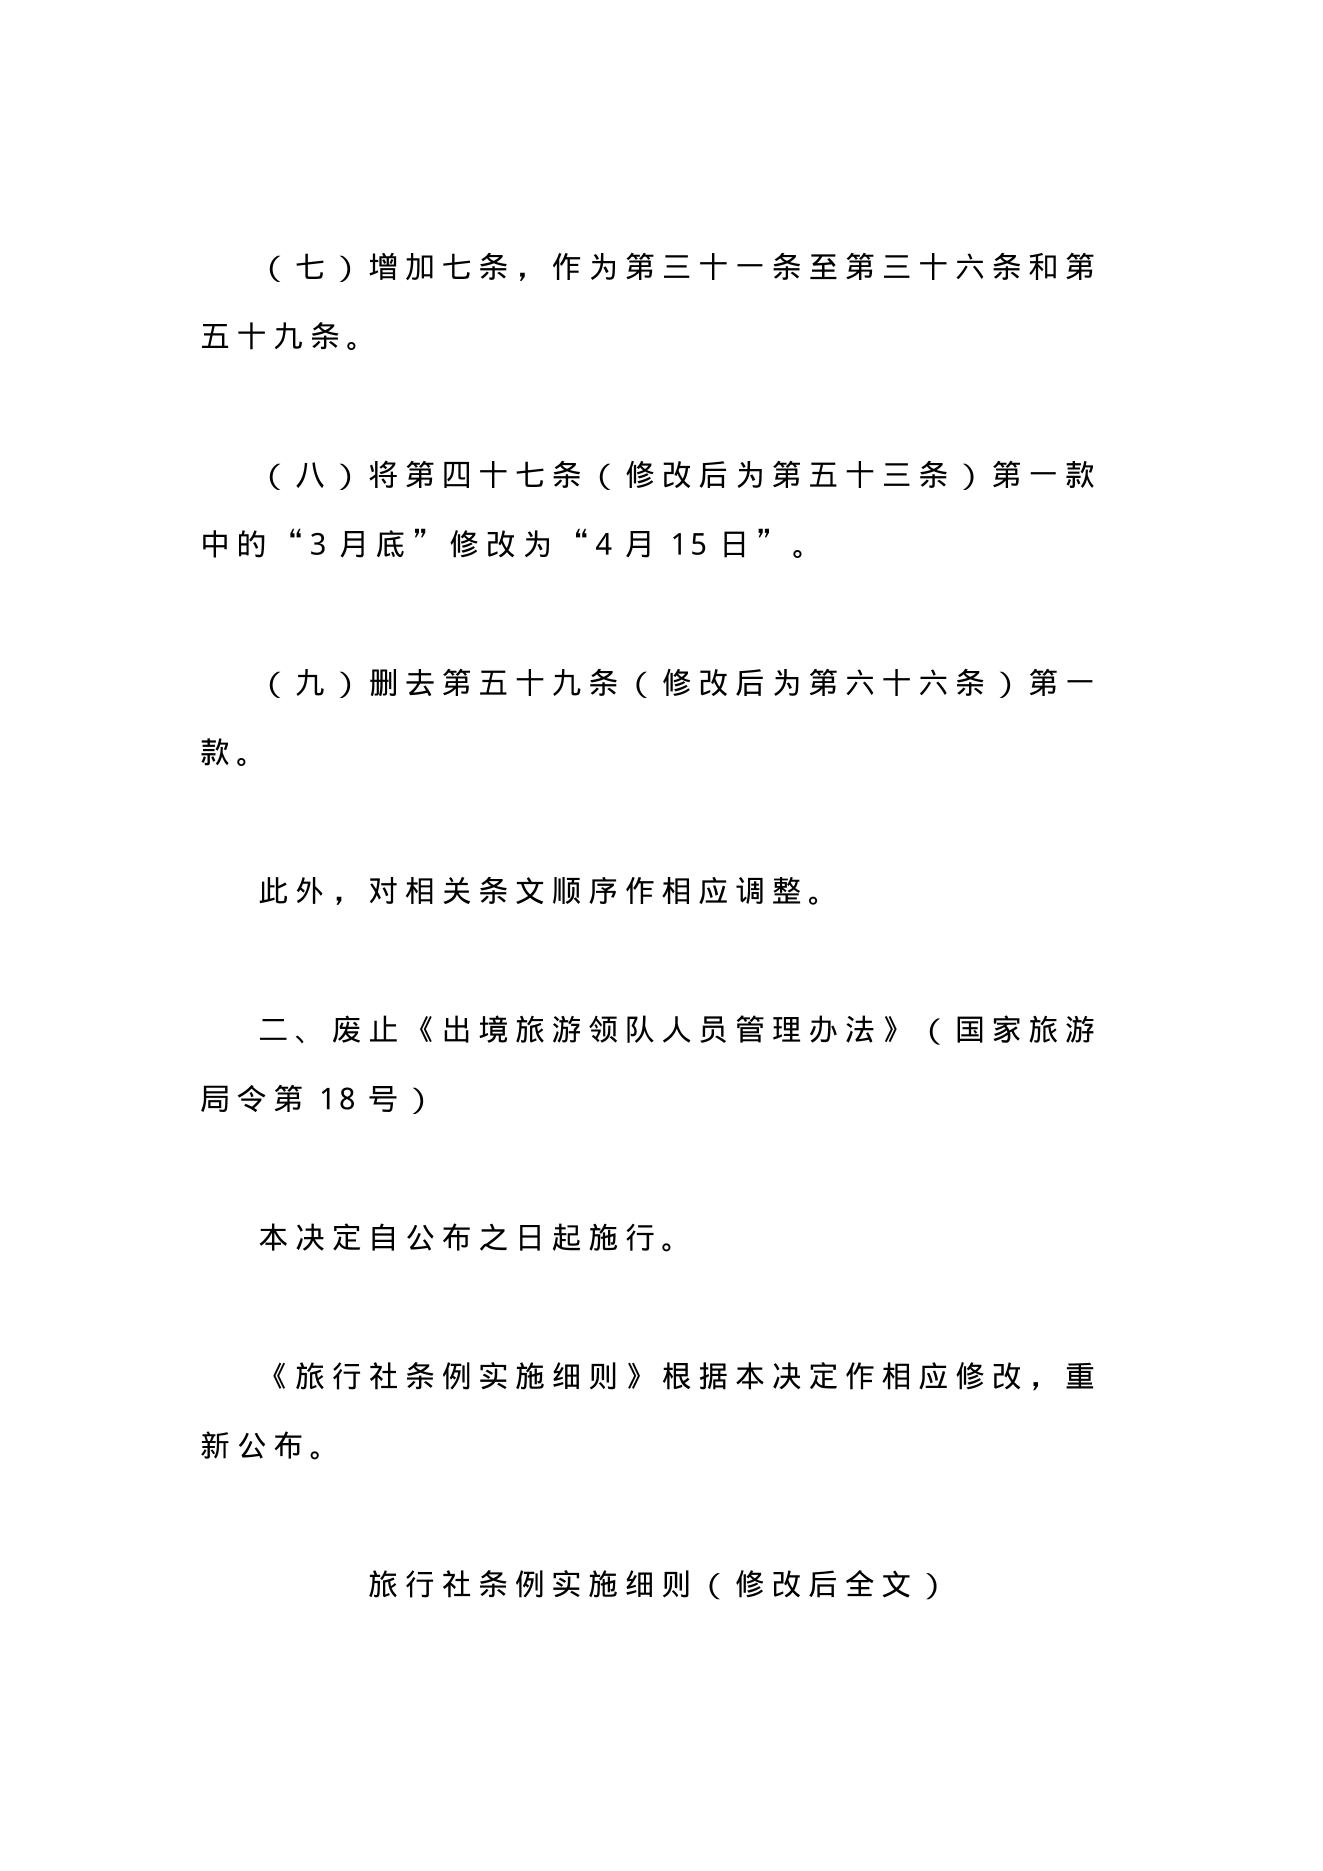 （七）增加七条，作为第三十一条至第三十六条和第
五十九条。
（八）将第四十七条（修改后为第五十三条）第一款
中的“3 月底”修改为“4 月 15 日”。
（九）删去第五十九条（修改后为第六十六条）第一
款。
此外，对相关条文顺序作相应调整。
二、废止《出境旅游领队人员管理办法》（国家旅游
局令第 18 号）
本决定自公布之日起施行。
《旅行社条例实施细则》根据本决定作相应修改，重
新公布。
旅行社条例实施细则（修改后全文）